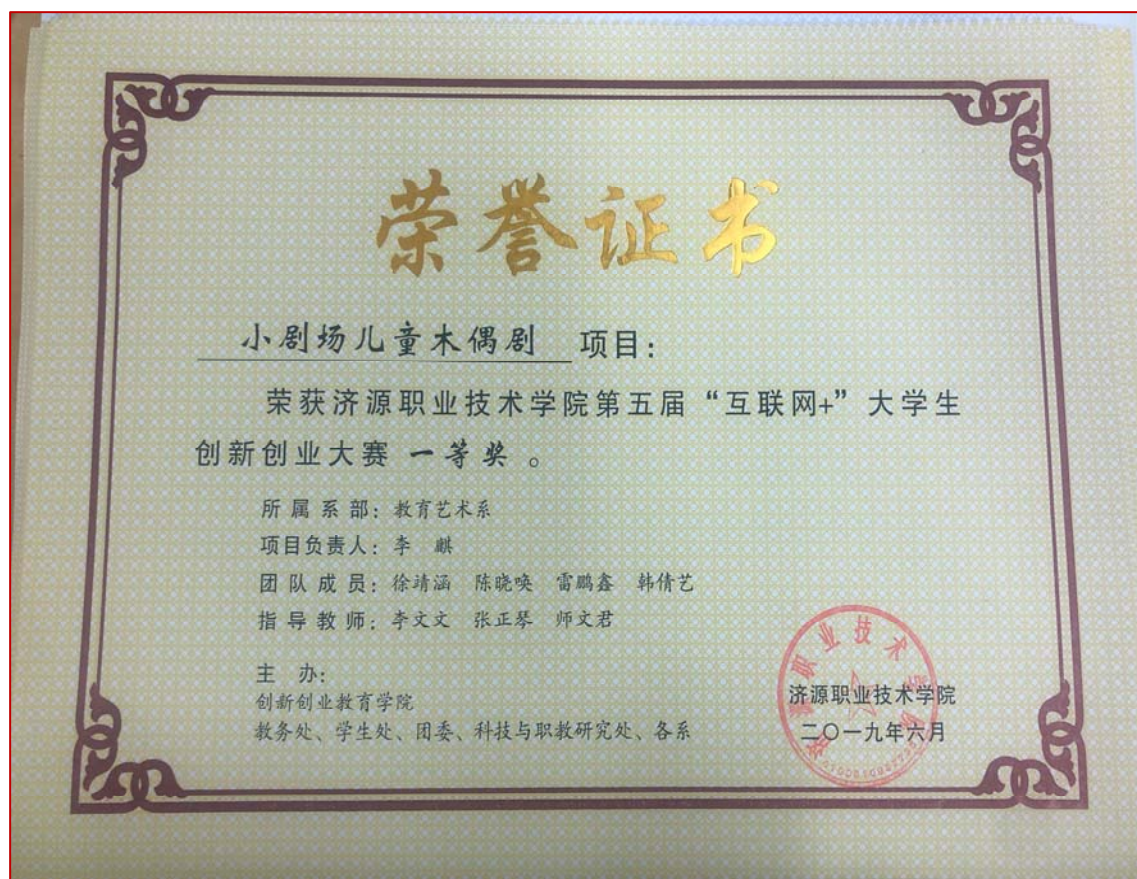 荣誉证书
小剧场儿童木偶剧 项目：
荣获济源职业技术学院第五届“互联网+”大学生
创新创业大赛 一等奖 。
所属系部：教育艺术系
项目负责人：李 麒
团队成员：徐靖涵 陈晓唤 雷鹏鑫 韩倩艺
指导教师：李文文 张正琴 师文君
主 办：
创新创业教育学院
教务处、学生处、团委、科技与职教研究处、各系
济源职业技术学院
二〇一九年六月